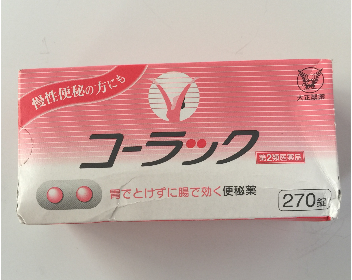 慢性便秘の方にも
大正製薬
コーラック
第2類医薬品
胃でとけずに腸で効く便秘薬
270錠